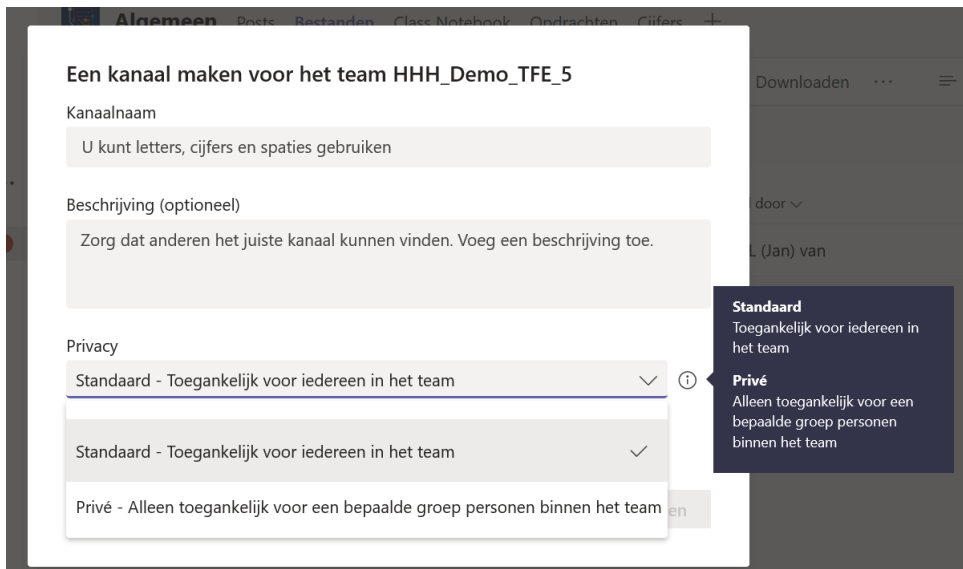 Algemeen Posts Bestanden Class Notebook Opdrachten Cijfers
Een kanaal maken voor het team HHH_Demo_TFE_5
Kanaalnaam
U kunt letters, cijfers en spaties gebruiken
Downloaden ...
Beschrijving (optioneel)
Zorg dat anderen het juiste kanaal kunnen vinden. Voeg een beschrijving toe.
door
L (Jan) van
Privacy
Standaard - Toegankelijk voor iedereen in het team
Standaard - Toegankelijk voor iedereen in het team
Privé - Alleen toegankelijk voor een bepaalde groep personen binnen het team
en
Standaard
Toegankelijk voor iedereen in
het team
Privé
Alleen toegankelijk voor een
bepaalde groep personen
binnen het team